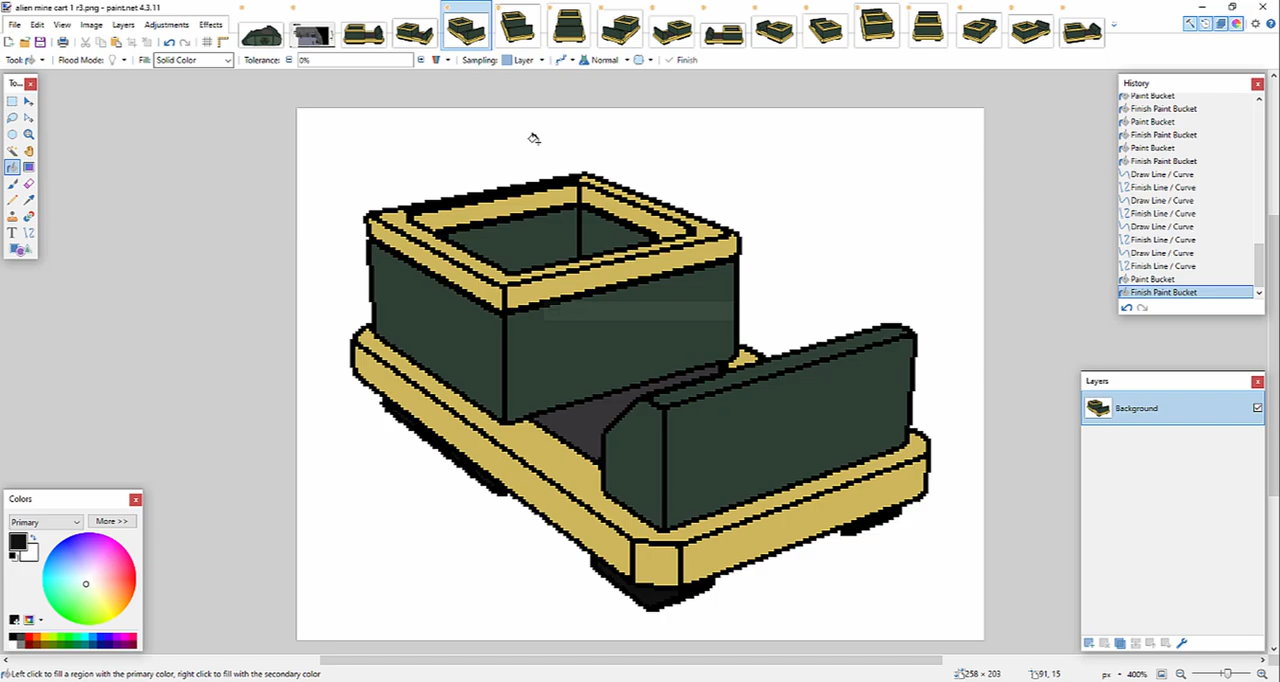 alien mine cart 1 r3.png - paint.net 4.3.11
File Edit View Image Layers Adjustments Effects
Tool: Flood Mode: Fill: Solid Color Tolerance: 0% Sampling: Layer Normal Finish
To...
History
Paint Bucket
Finish Paint Bucket
Paint Bucket
Finish Paint Bucket
Paint Bucket
Finish Paint Bucket
Draw Line / Curve
Finish Line / Curve
Draw Line / Curve
Finish Line / Curve
Draw Line / Curve
Finish Line / Curve
Draw Line / Curve
Finish Line / Curve
Paint Bucket
Finish Paint Bucket
Layers
Background
Colors
Primary More >>
Left click to fill a region with the primary color, right click to fill with the secondary color
258 × 203 91, 15 px 400%